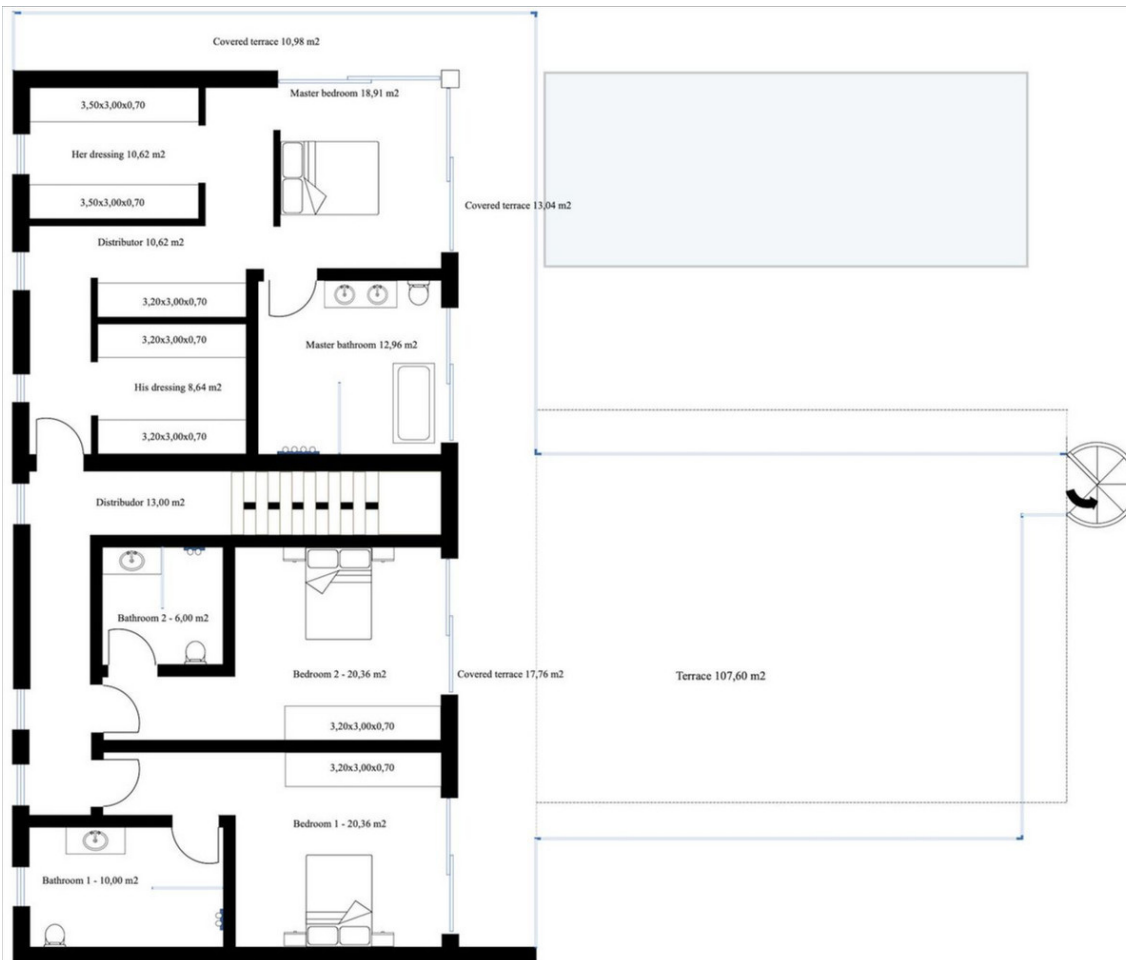 Covered terrace 10,98 m2
Master bedroom 18,91 m2
3,50x3,00x0,70
Her dressing 10,62 m2
3,50x3,00x0,70
Covered terrace 13,04 m2
Distributor 10,62 m2
3,20x3,00x0,70
3,20x3,00x0,70
Master bathroom 12,96 m2
His dressing 8,64 m2
3,20x3,00x0,70
Distribudor 13,00 m2
Bathroom 2 - 6,00 m2
Bedroom 2 - 20,36 m2
Covered terrace 17,76 m2
Terrace 107,60 m2
3,20x3,00x0,70
3,20x3,00x0,70
Bedroom 1 - 20,36 m2
Bathroom 1 - 10,00 m2